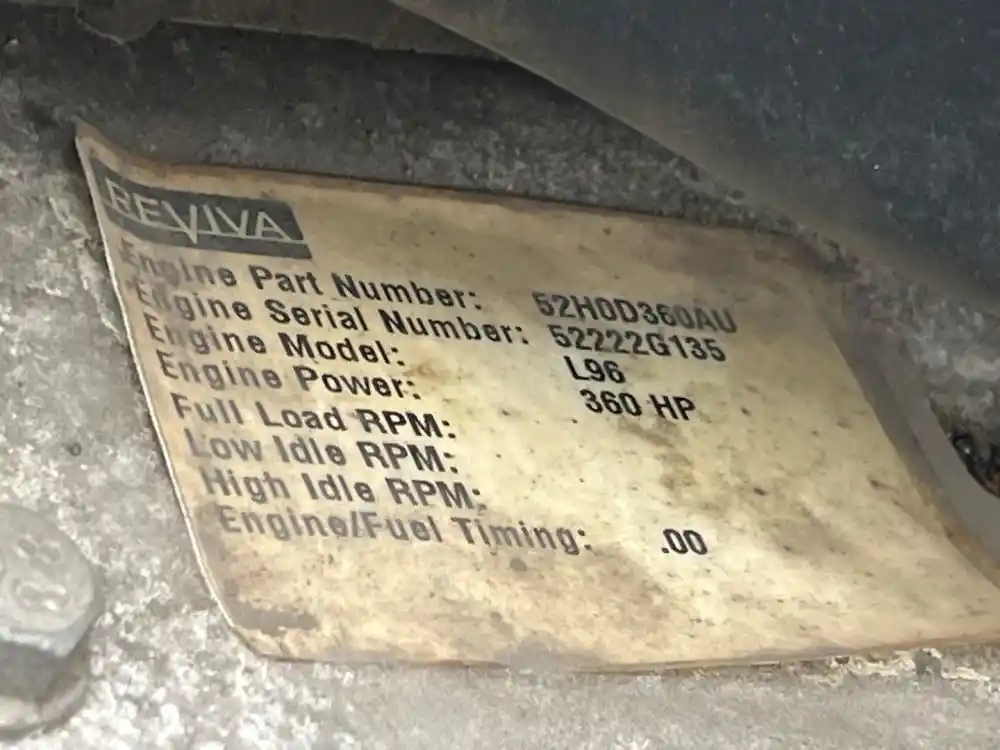 REVIVA
Engine Part Number: 52H0D360AU
Engine Serial Number: 52222G135
Engine Model: L96
Engine Power: 360 HP
Full Load RPM:
Low Idle RPM:
High Idle RPM:
Engine/Fuel Timing: .00